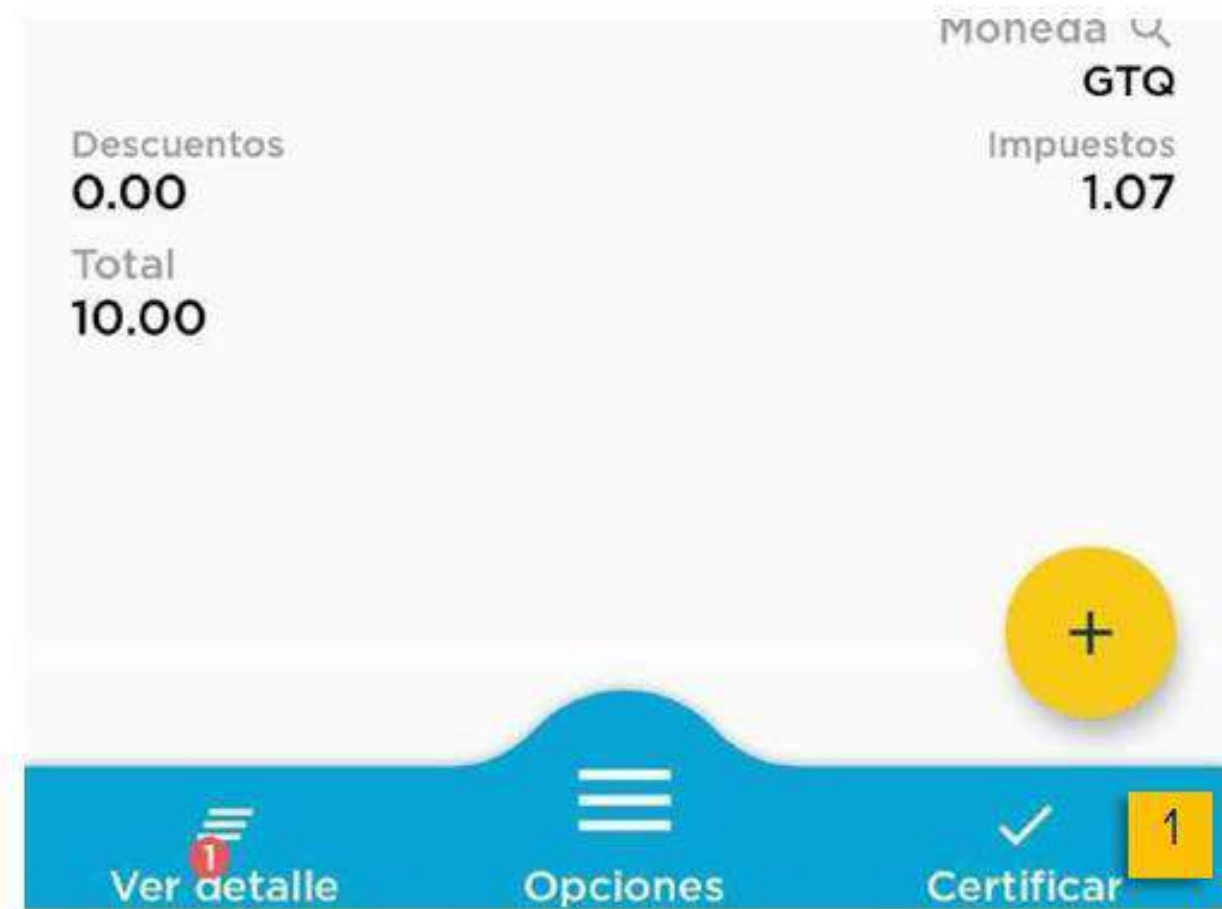 Moneda
GTQ
Descuentos
Impuestos
0.00
1.07
Total
10.00
+
1
1
Ver detalle
Opciones
Certificar